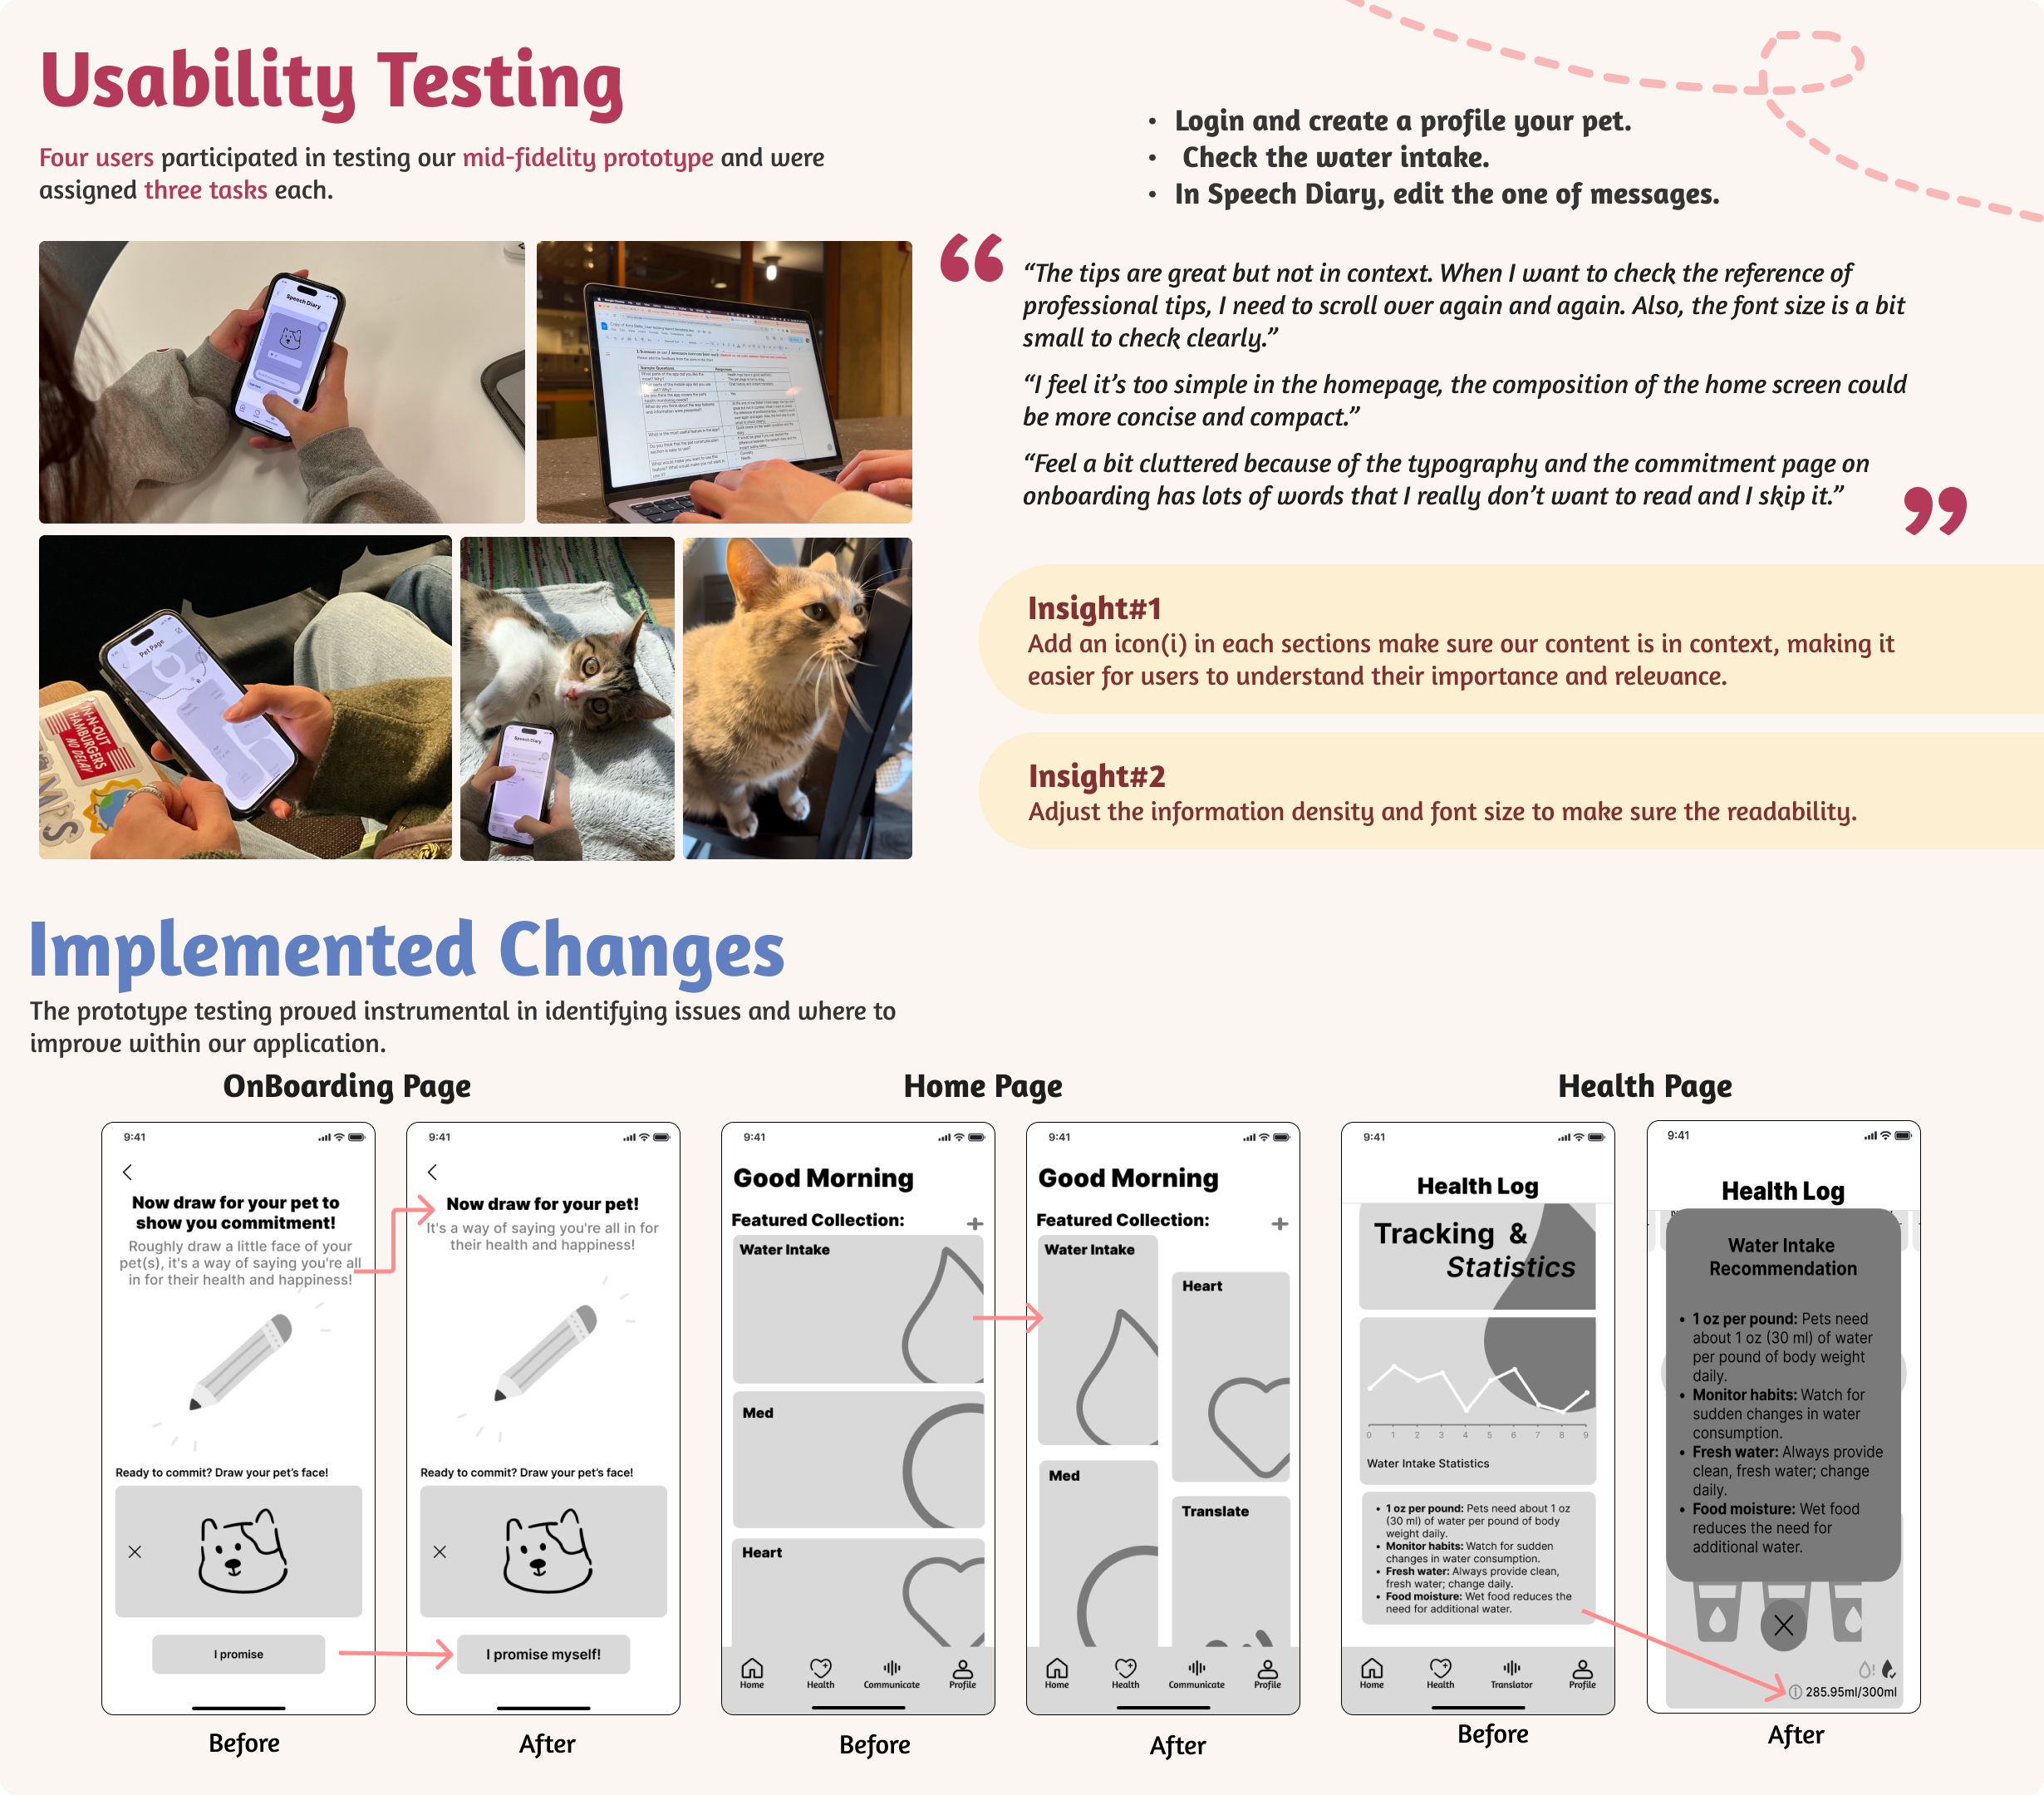 Usability Testing
Four users participated in testing our mid-fidelity prototype and were
assigned three tasks each.
• Login and create a profile your pet.
• Check the water intake.
• In Speech Diary, edit the one of messages.
Speech Diary
Pet Page
IN-N-OUT
HAMBURGERS
NO DELAY
Speech Diary
“The tips are great but not in context. When I want to check the reference of
professional tips, I need to scroll over again and again. Also, the font size is a bit
small to check clearly.”
“I feel it’s too simple in the homepage, the composition of the home screen could
be more concise and compact.”
“Feel a bit cluttered because of the typography and the commitment page on
onboarding has lots of words that I really don’t want to read and I skip it.”
Insight#1
Add an icon(i) in each sections make sure our content is in context, making it
easier for users to understand their importance and relevance.
Insight#2
Adjust the information density and font size to make sure the readability.
Implemented Changes
The prototype testing proved instrumental in identifying issues and where to
improve within our application.
OnBoarding Page
9:41
Now draw for your pet to
show you commitment!
Roughly draw a little face of your
pet(s), it's a way of saying you're all
in for their health and happiness!
Ready to commit? Draw your pet’s face!
I promise
Before
9:41
Now draw for your pet!
It's a way of saying you're all in for
their health and happiness!
Ready to commit? Draw your pet’s face!
I promise myself!
After
Home Page
9:41
Good Morning
Featured Collection:
Water Intake
Med
Heart
Home Health Communicate Profile
Before
9:41
Good Morning
Featured Collection:
Water Intake
Heart
Med
Translate
Home Health Communicate Profile
After
Health Page
9:41
Health Log
Tracking &
Statistics
0 1 2 3 4 5 6 7 8 9
Water Intake Statistics
• 1 oz per pound: Pets need about 1 oz
(30 ml) of water per pound of body
weight daily.
• Monitor habits: Watch for sudden
changes in water consumption.
• Fresh water: Always provide clean,
fresh water; change daily.
• Food moisture: Wet food reduces the
need for additional water.
Home Health Translator Profile
Before
9:41
Health Log
Water Intake
Recommendation
• 1 oz per pound: Pets need
about 1 oz (30 ml) of water
per pound of body weight
daily.
• Monitor habits: Watch for
sudden changes in water
consumption.
• Fresh water: Always provide
clean, fresh water; change
daily.
• Food moisture: Wet food
reduces the need for
additional water.
285.95ml/300ml
After